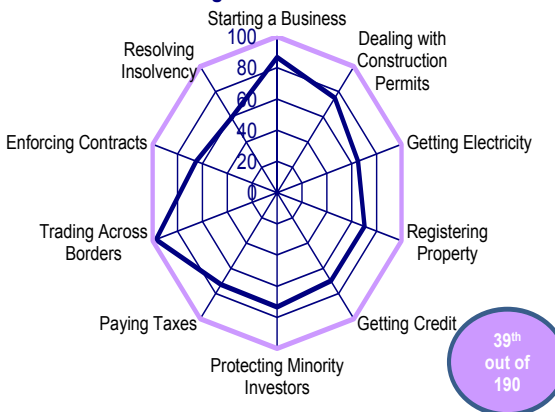 Starting a Business
Dealing with
Construction
Permits
Getting Electricity
Registering
Property
Getting Credit
Protecting Minority
Investors
Paying Taxes
Trading Across
Borders
Enforcing Contracts
Resolving
Insolvency
100
80
60
40
20
0
39th
out of
190